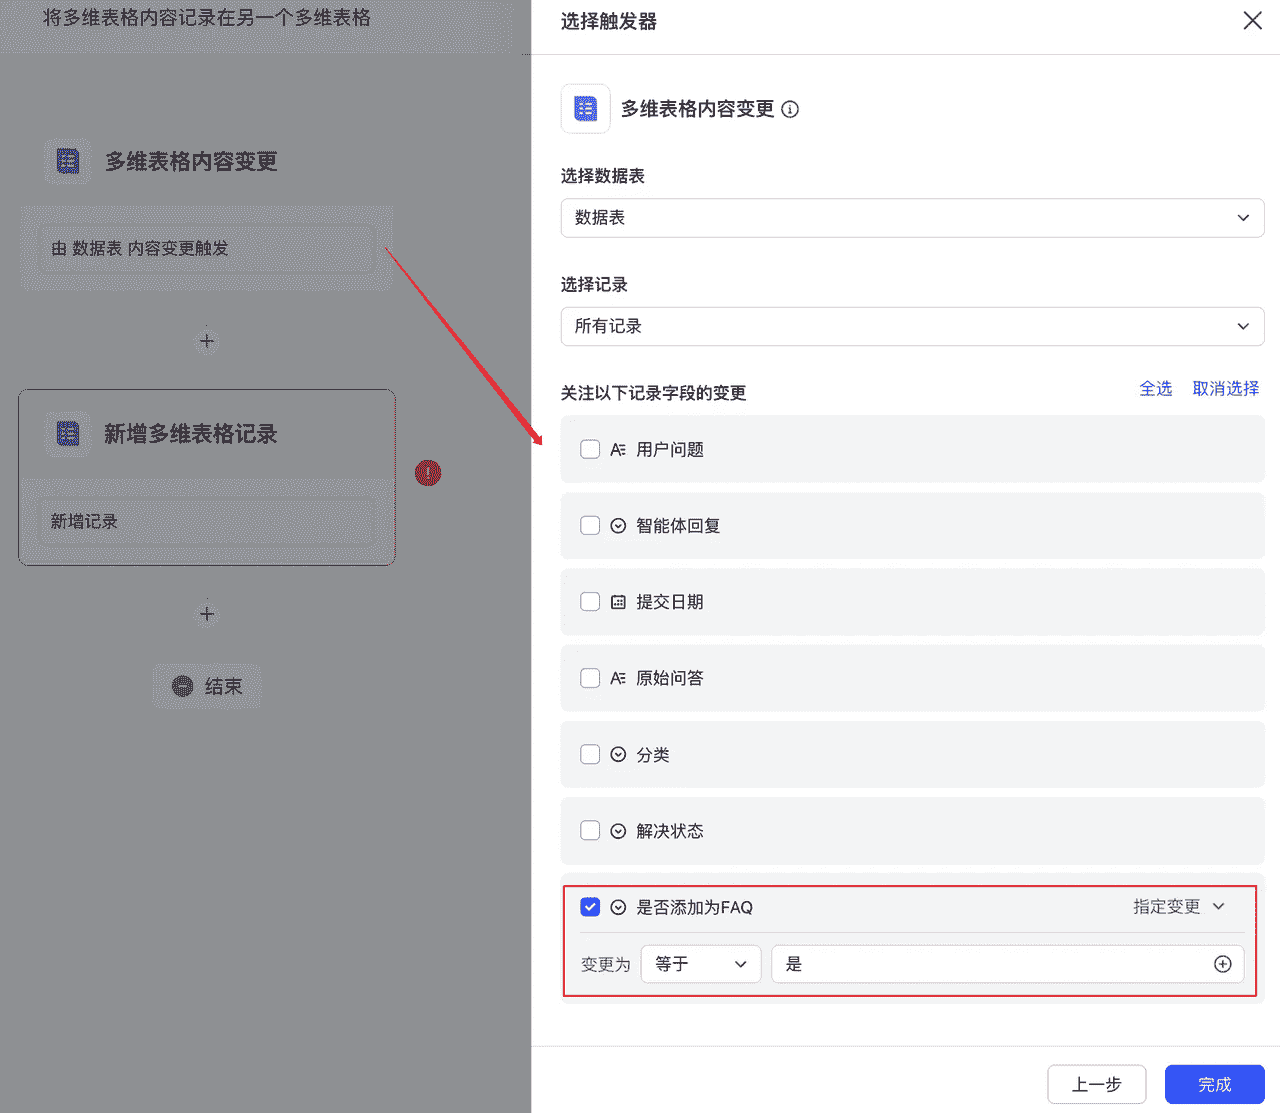 将多维表格内容记录在另一个多维表格
多维表格内容变更
由 数据表 内容变更触发
新增多维表格记录
新增记录
结束
选择触发器
多维表格内容变更
选择数据表
数据表
选择记录
所有记录
关注以下记录字段的变更
全选 取消选择
用户问题
智能体回复
提交日期
原始问答
分类
解决状态
是否添加为FAQ 指定变更
变更为 等于 是
上一步 完成